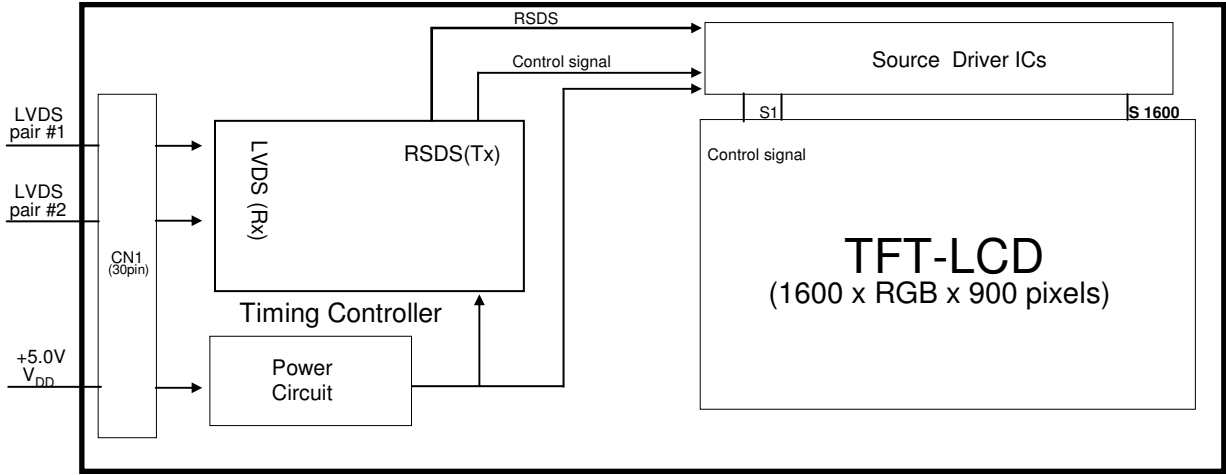 RSDS
Source Driver ICs
Control signal
LVDS
pair #1
S1
S 1600
RSDS(Tx)
LVDS (Rx)
Control signal
LVDS
pair #2
TFT-LCD
(1600 x RGB x 900 pixels)
CN1
(30pin)
Timing Controller
+5.0V
VDD
Power
Circuit